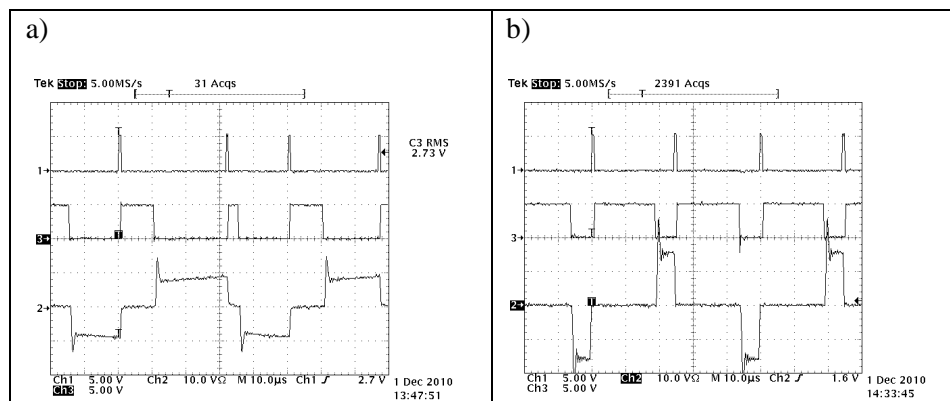 a)
Tek Stop: 5.00MS/s 31 Acqs
T
T
C3 RMS
2.73 V
1
3
T
2
T
Ch1 5.00 V Ch2 10.0 VΩ M 10.0µs Ch1 2.7 V
Ch3 5.00 V
1 Dec 2010
13:47:51
b)
Tek Stop: 5.00MS/s 2391 Acqs
T
T
1
3
T
2
T
Ch1 5.00 V Ch2 10.0 VΩ M 10.0µs Ch2 1.6 V
Ch3 5.00 V
1 Dec 2010
14:33:45